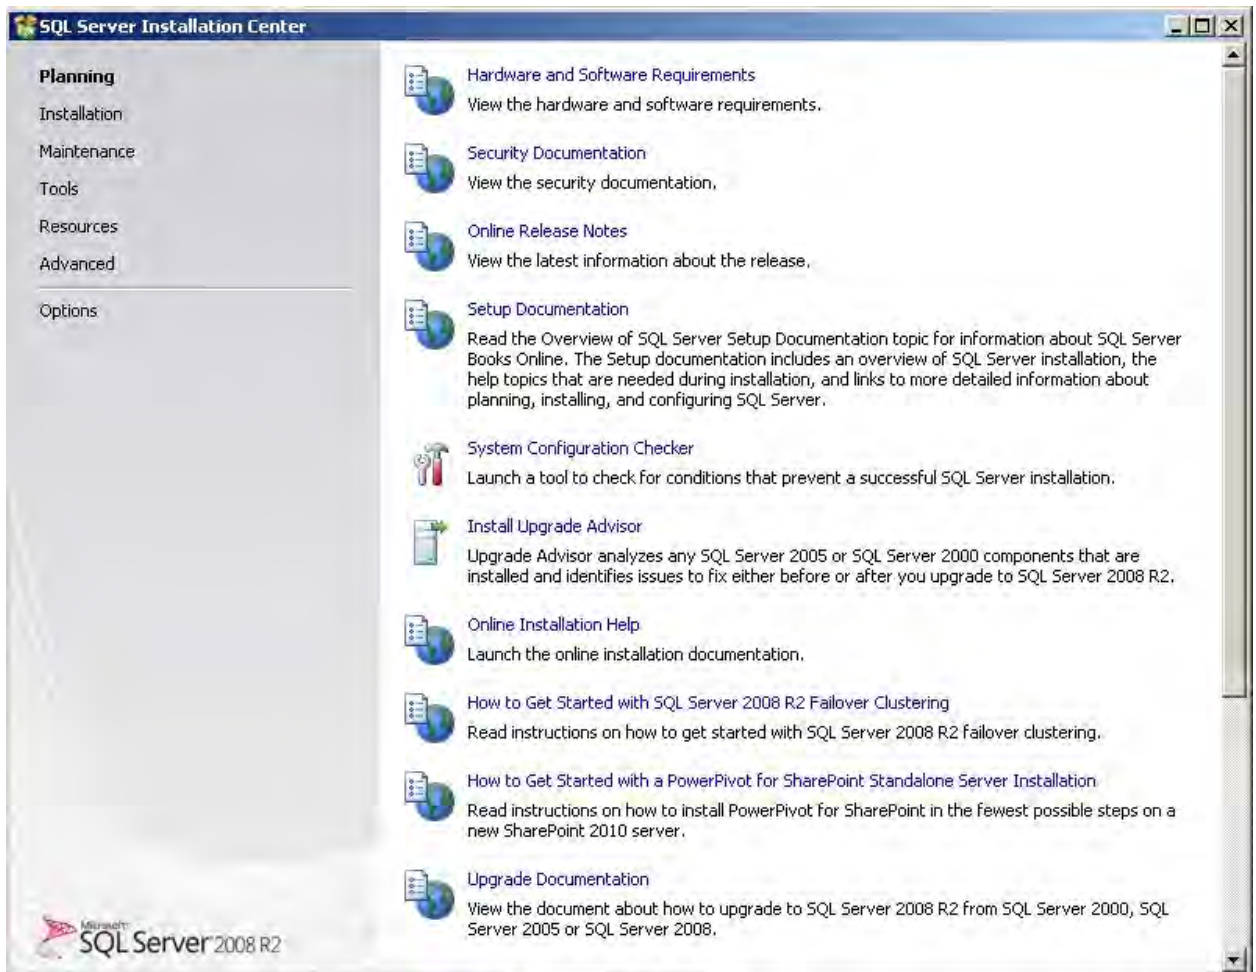 SQL Server Installation Center
Planning
Installation
Maintenance
Tools
Resources
Advanced
Options
Hardware and Software Requirements
View the hardware and software requirements.
Security Documentation
View the security documentation.
Online Release Notes
View the latest information about the release.
Setup Documentation
Read the Overview of SQL Server Setup Documentation topic for information about SQL Server
Books Online. The Setup documentation includes an overview of SQL Server installation, the
help topics that are needed during installation, and links to more detailed information about
planning, installing, and configuring SQL Server.
System Configuration Checker
Launch a tool to check for conditions that prevent a successful SQL Server installation.
Install Upgrade Advisor
Upgrade Advisor analyzes any SQL Server 2005 or SQL Server 2000 components that are
installed and identifies issues to fix either before or after you upgrade to SQL Server 2008 R2.
Online Installation Help
Launch the online installation documentation.
How to Get Started with SQL Server 2008 R2 Failover Clustering
Read instructions on how to get started with SQL Server 2008 R2 failover clustering.
How to Get Started with a PowerPivot for SharePoint Standalone Server Installation
Read instructions on how to install PowerPivot for SharePoint in the fewest possible steps on a
new SharePoint 2010 server.
Upgrade Documentation
View the document about how to upgrade to SQL Server 2008 R2 from SQL Server 2000, SQL
Server 2005 or SQL Server 2008.
Microsoft
SQL Server 2008 R2